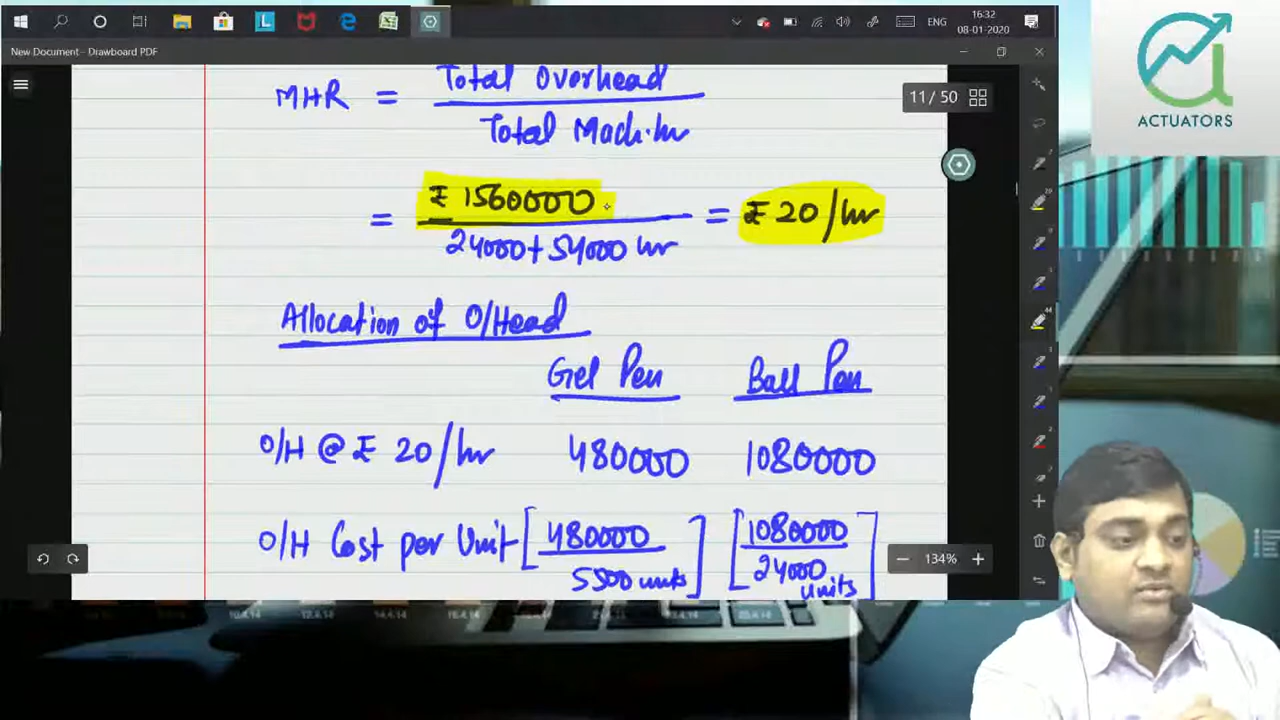 16:32
ENG
08-01-2020
New Document - Drawboard PDF
MHR = Total Overhead
Total Mach.hr
11 / 50
ACTUATORS
= ₹ 15600000 = ₹ 20/hr
24000 + 54000 hr
Allocation of O/Head
Gel Pen Ball Pen
O/H @ ₹ 20/hr 480000 1080000
O/H Cost per Unit [480000 [1080000
5500 units] 24000 units]
134%